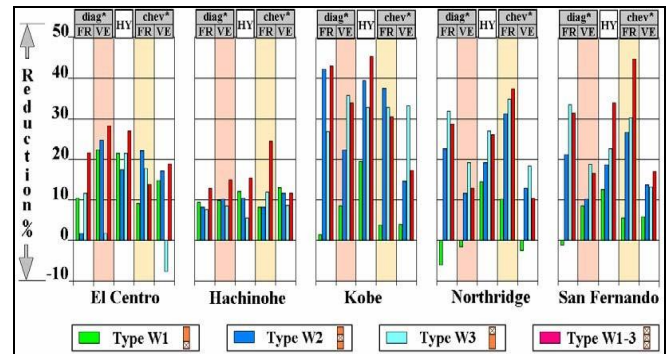 diag* HY chev* diag* HY chev* diag* HY chev* diag* HY chev* diag* HY chev*
FR VE FR VE FR VE FR VE FR VE FR VE FR VE FR VE FR VE FR VE
Reduction %
50
40
30
20
10
0
-10
El Centro Hachinohe Kobe Northridge San Fernando
Type W1 Type W2 Type W3 Type W1-3